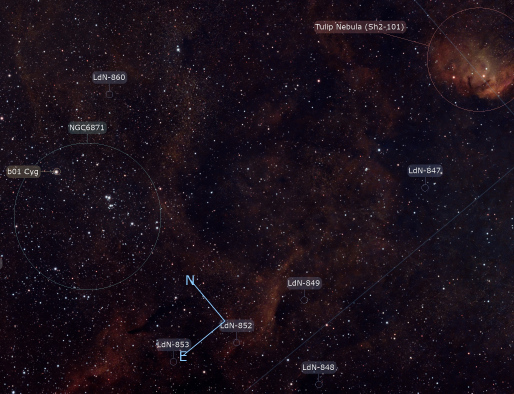 Tulip Nebula (Sh2-101)
LdN-860
NGC6871
b01 Cyg
LdN-847
N
LdN-849
LdN-852
LdN-853
E
LdN-848